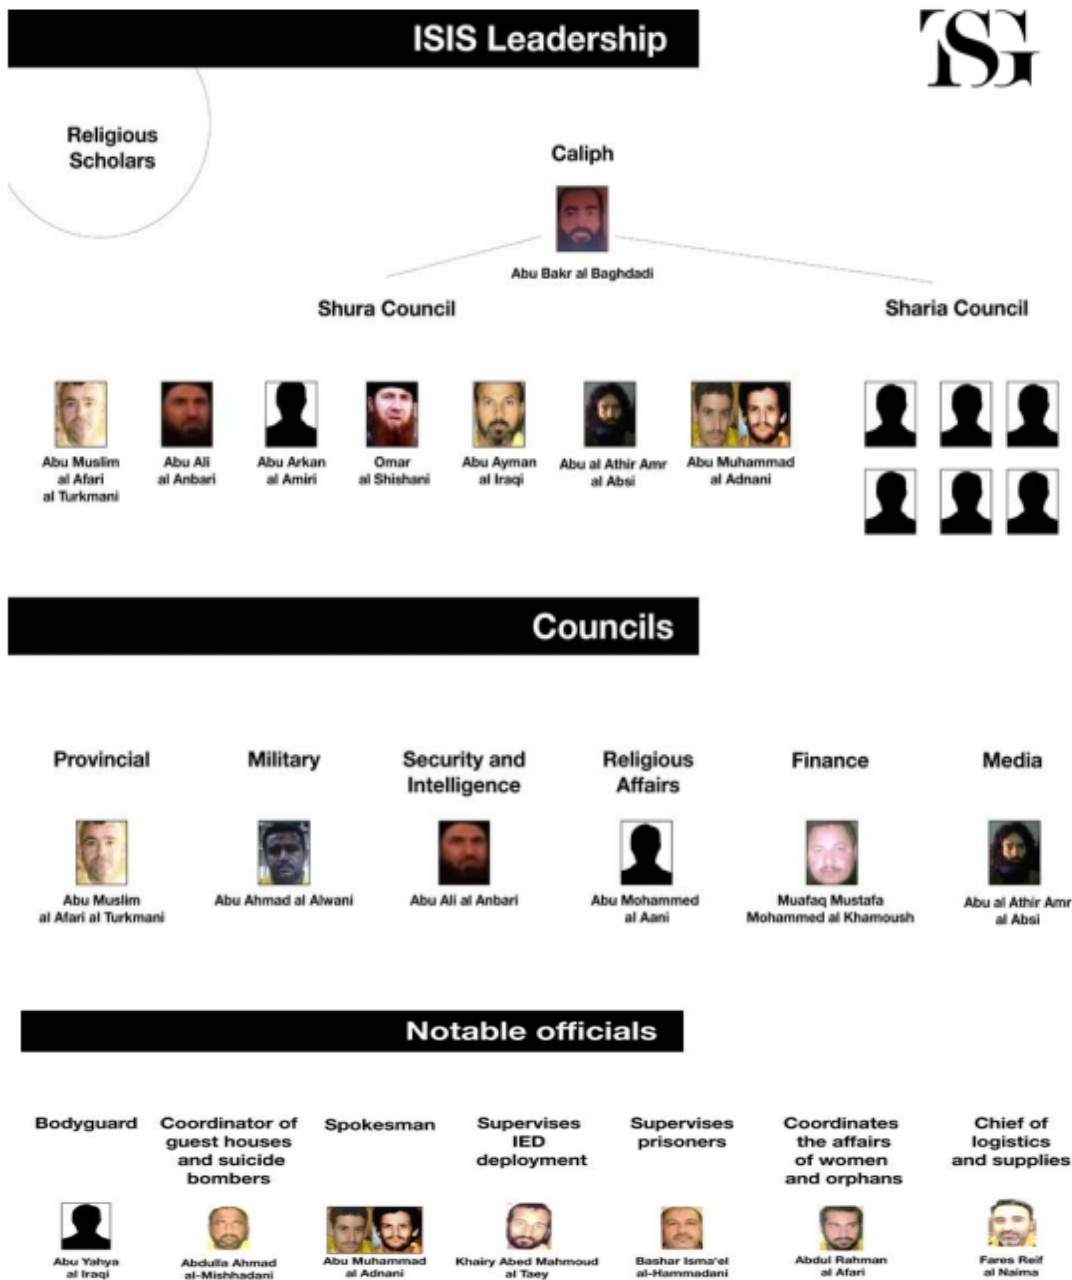 ISIS Leadership
TSG
Religious
Scholars
Caliph
Abu Bakr al Baghdadi
Shura Council
Sharia Council
Abu Muslim
al Afari
al Turkmani
Abu Ali
al Anbari
Abu Arkan
al Amiri
Omar
al Shishani
Abu Ayman
al Iraqi
Abu al Athir Amr
al Absi
Abu Muhammad
al Adnani
Councils
Provincial
Abu Muslim
al Afari al Turkmani
Military
Abu Ahmad al Alwani
Security and
Intelligence
Abu Ali al Anbari
Religious
Affairs
Abu Mohammed
al Aani
Finance
Muafaq Mustafa
Mohammed al Khamoush
Media
Abu al Athir Amr
al Absi
Notable officials
Bodyguard
Abu Yahya
al Iraqi
Coordinator of
guest houses
and suicide
bombers
Abdulla Ahmad
al-Mishhadani
Spokesman
Abu Muhammad
al Adnani
Supervises
IED
deployment
Khairy Abed Mahmoud
al Taey
Supervises
prisoners
Bashar Isma'el
al-Hammadani
Coordinates
the affairs
of women
and orphans
Abdul Rahman
al Afari
Chief of
logistics
and supplies
Fares Reif
al Naima